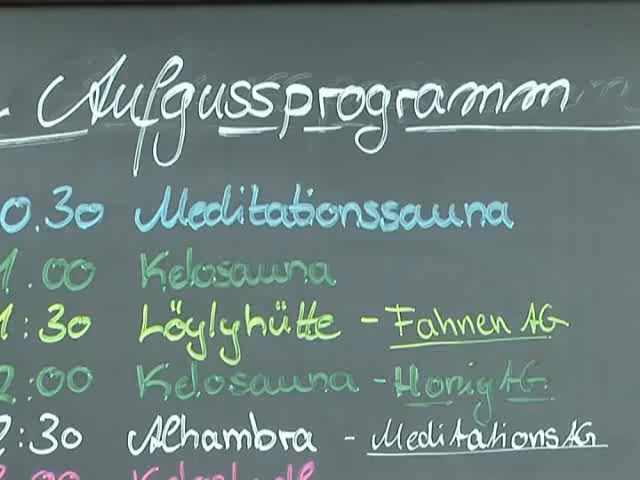 Aufgussprogramm
0.30 Meditationssauna
1.00 Kelosauna
1:30 Löylyhütte - Fahnen AG
2:00 Kelosauna - Honig AG
2:30 Alhambra - Meditations AG